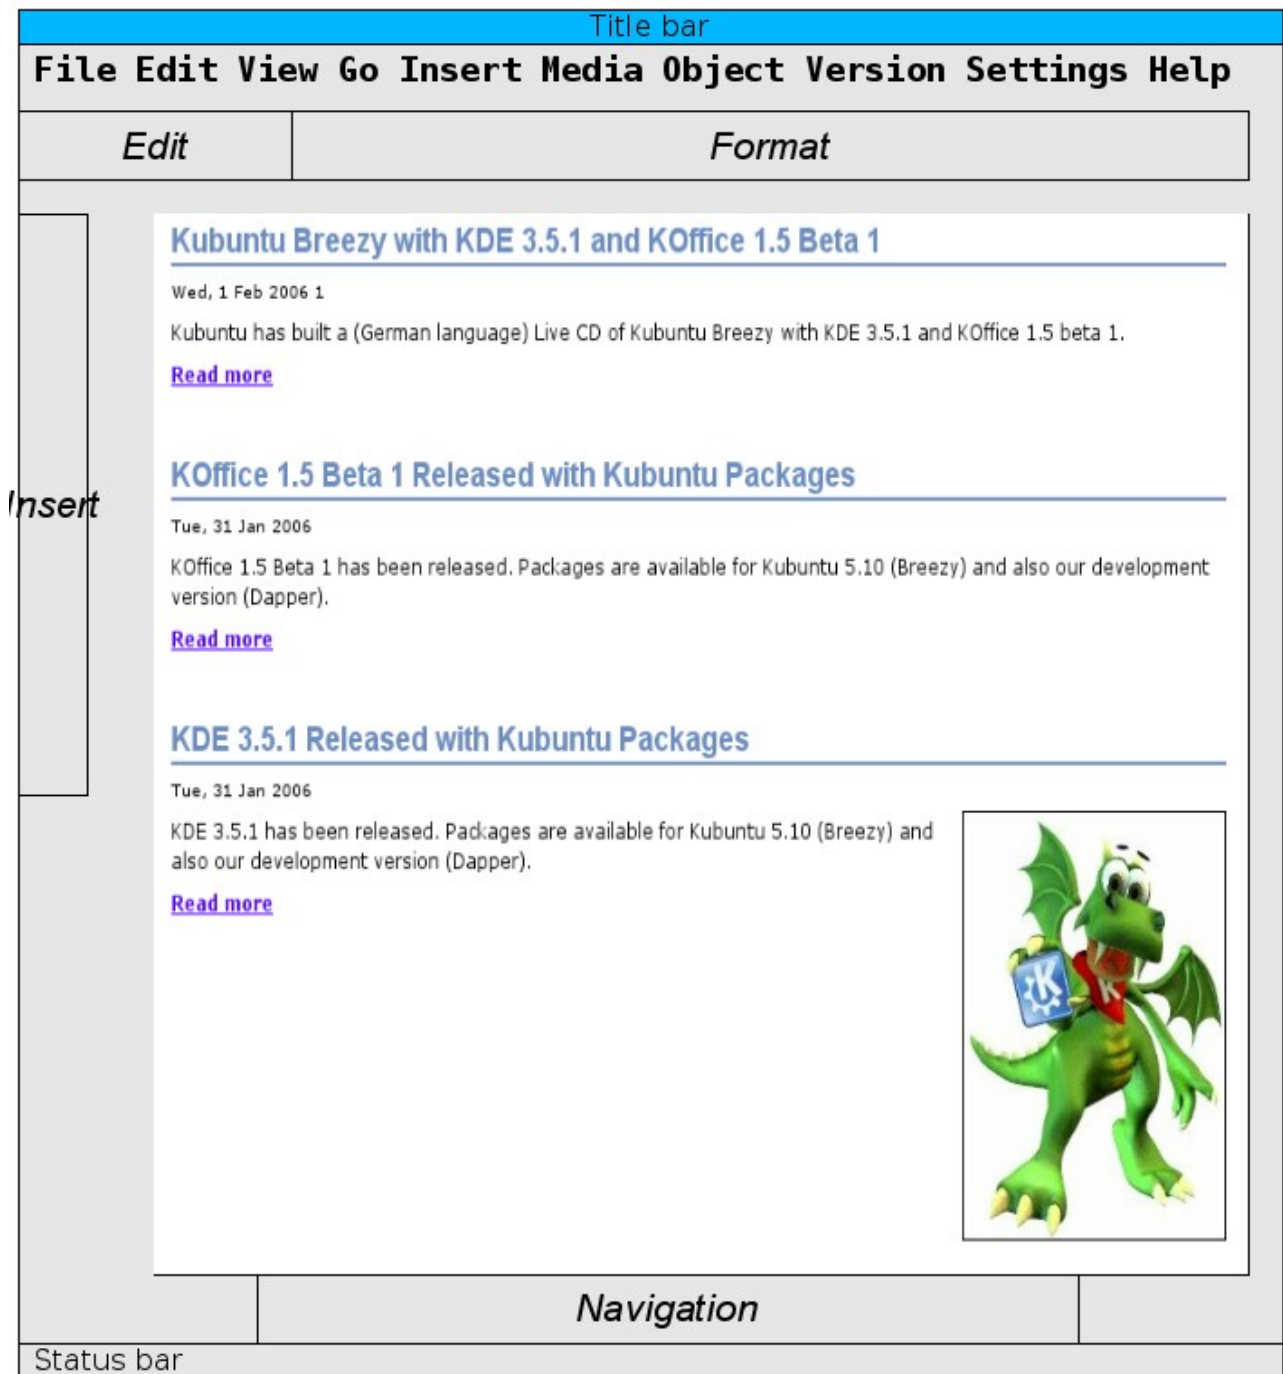 Title bar
File Edit View Go Insert Media Object Version Settings Help
Edit Format
Kubuntu Breezy with KDE 3.5.1 and KOffice 1.5 Beta 1
Wed, 1 Feb 2006 1
Kubuntu has built a (German language) Live CD of Kubuntu Breezy with KDE 3.5.1 and KOffice 1.5 beta 1.
Read more
KOffice 1.5 Beta 1 Released with Kubuntu Packages
Insert
Tue, 31 Jan 2006
KOffice 1.5 Beta 1 has been released. Packages are available for Kubuntu 5.10 (Breezy) and also our development
version (Dapper).
Read more
KDE 3.5.1 Released with Kubuntu Packages
Tue, 31 Jan 2006
KDE 3.5.1 has been released. Packages are available for Kubuntu 5.10 (Breezy) and
also our development version (Dapper).
Read more
K
K
Navigation
Status bar